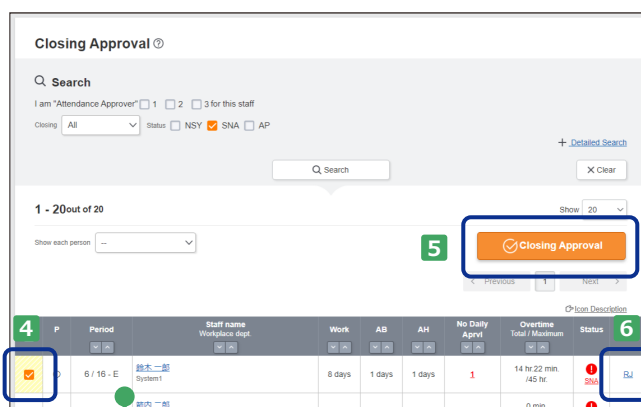 Closing Approval
Search
I am "Attendance Approver" 1 2 3 for this staff
Closing All Status NSY SNA AP
+ Detailed Search
Search
X Clear
1 - 20 out of 20
Show 20
Show each person —
5
Closing Approval
< Previous 1 Next >
Icon Description
4
P Period Staff name Workplace dept Work AB AH No Daily Aprvl Overtime Total / Maximum Status
6
6 / 16 - E 鈴木 一郎 System1 8 days 1 days 1 days 1 14 hr.22 min. /45 hr. SNA RJ
0 min.